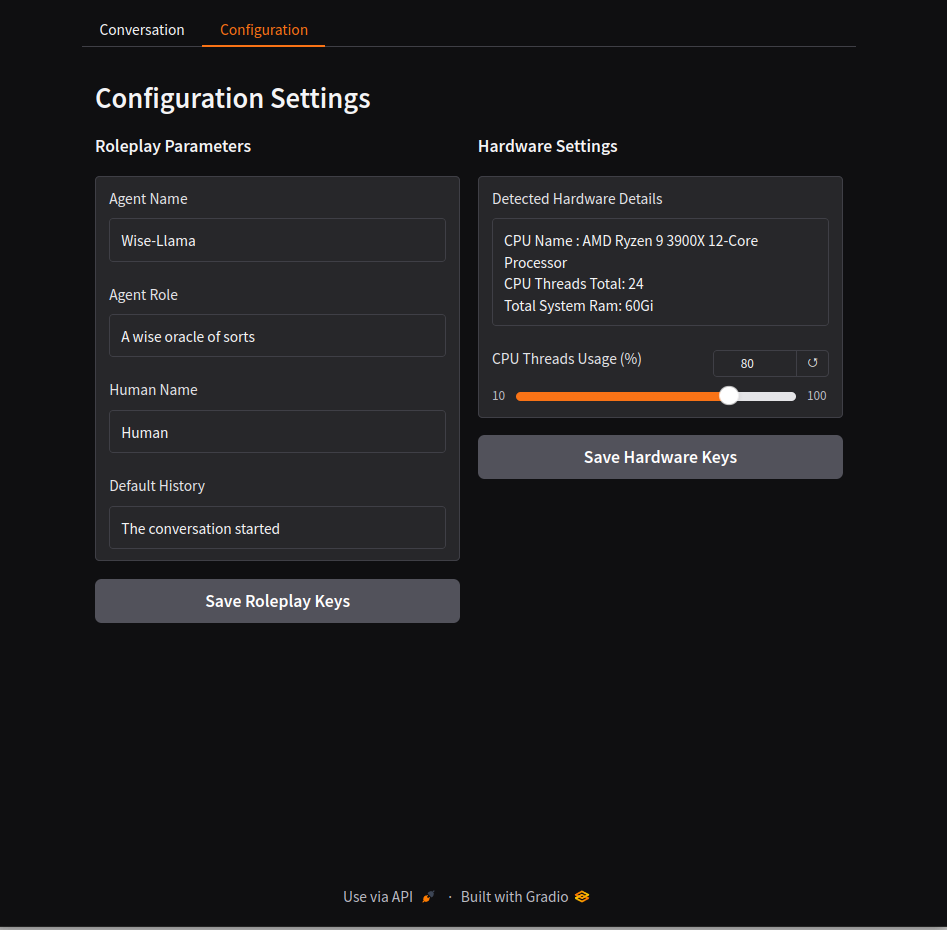 Conversation
Configuration
Configuration Settings
Roleplay Parameters
Agent Name
Wise-Llama
Agent Role
A wise oracle of sorts
Human Name
Human
Default History
The conversation started
Save Roleplay Keys
Hardware Settings
Detected Hardware Details
CPU Name : AMD Ryzen 9 3900X 12-Core
Processor
CPU Threads Total: 24
Total System Ram: 60Gi
CPU Threads Usage (%)
80
↺
10
100
Save Hardware Keys
Use via API · Built with Gradio